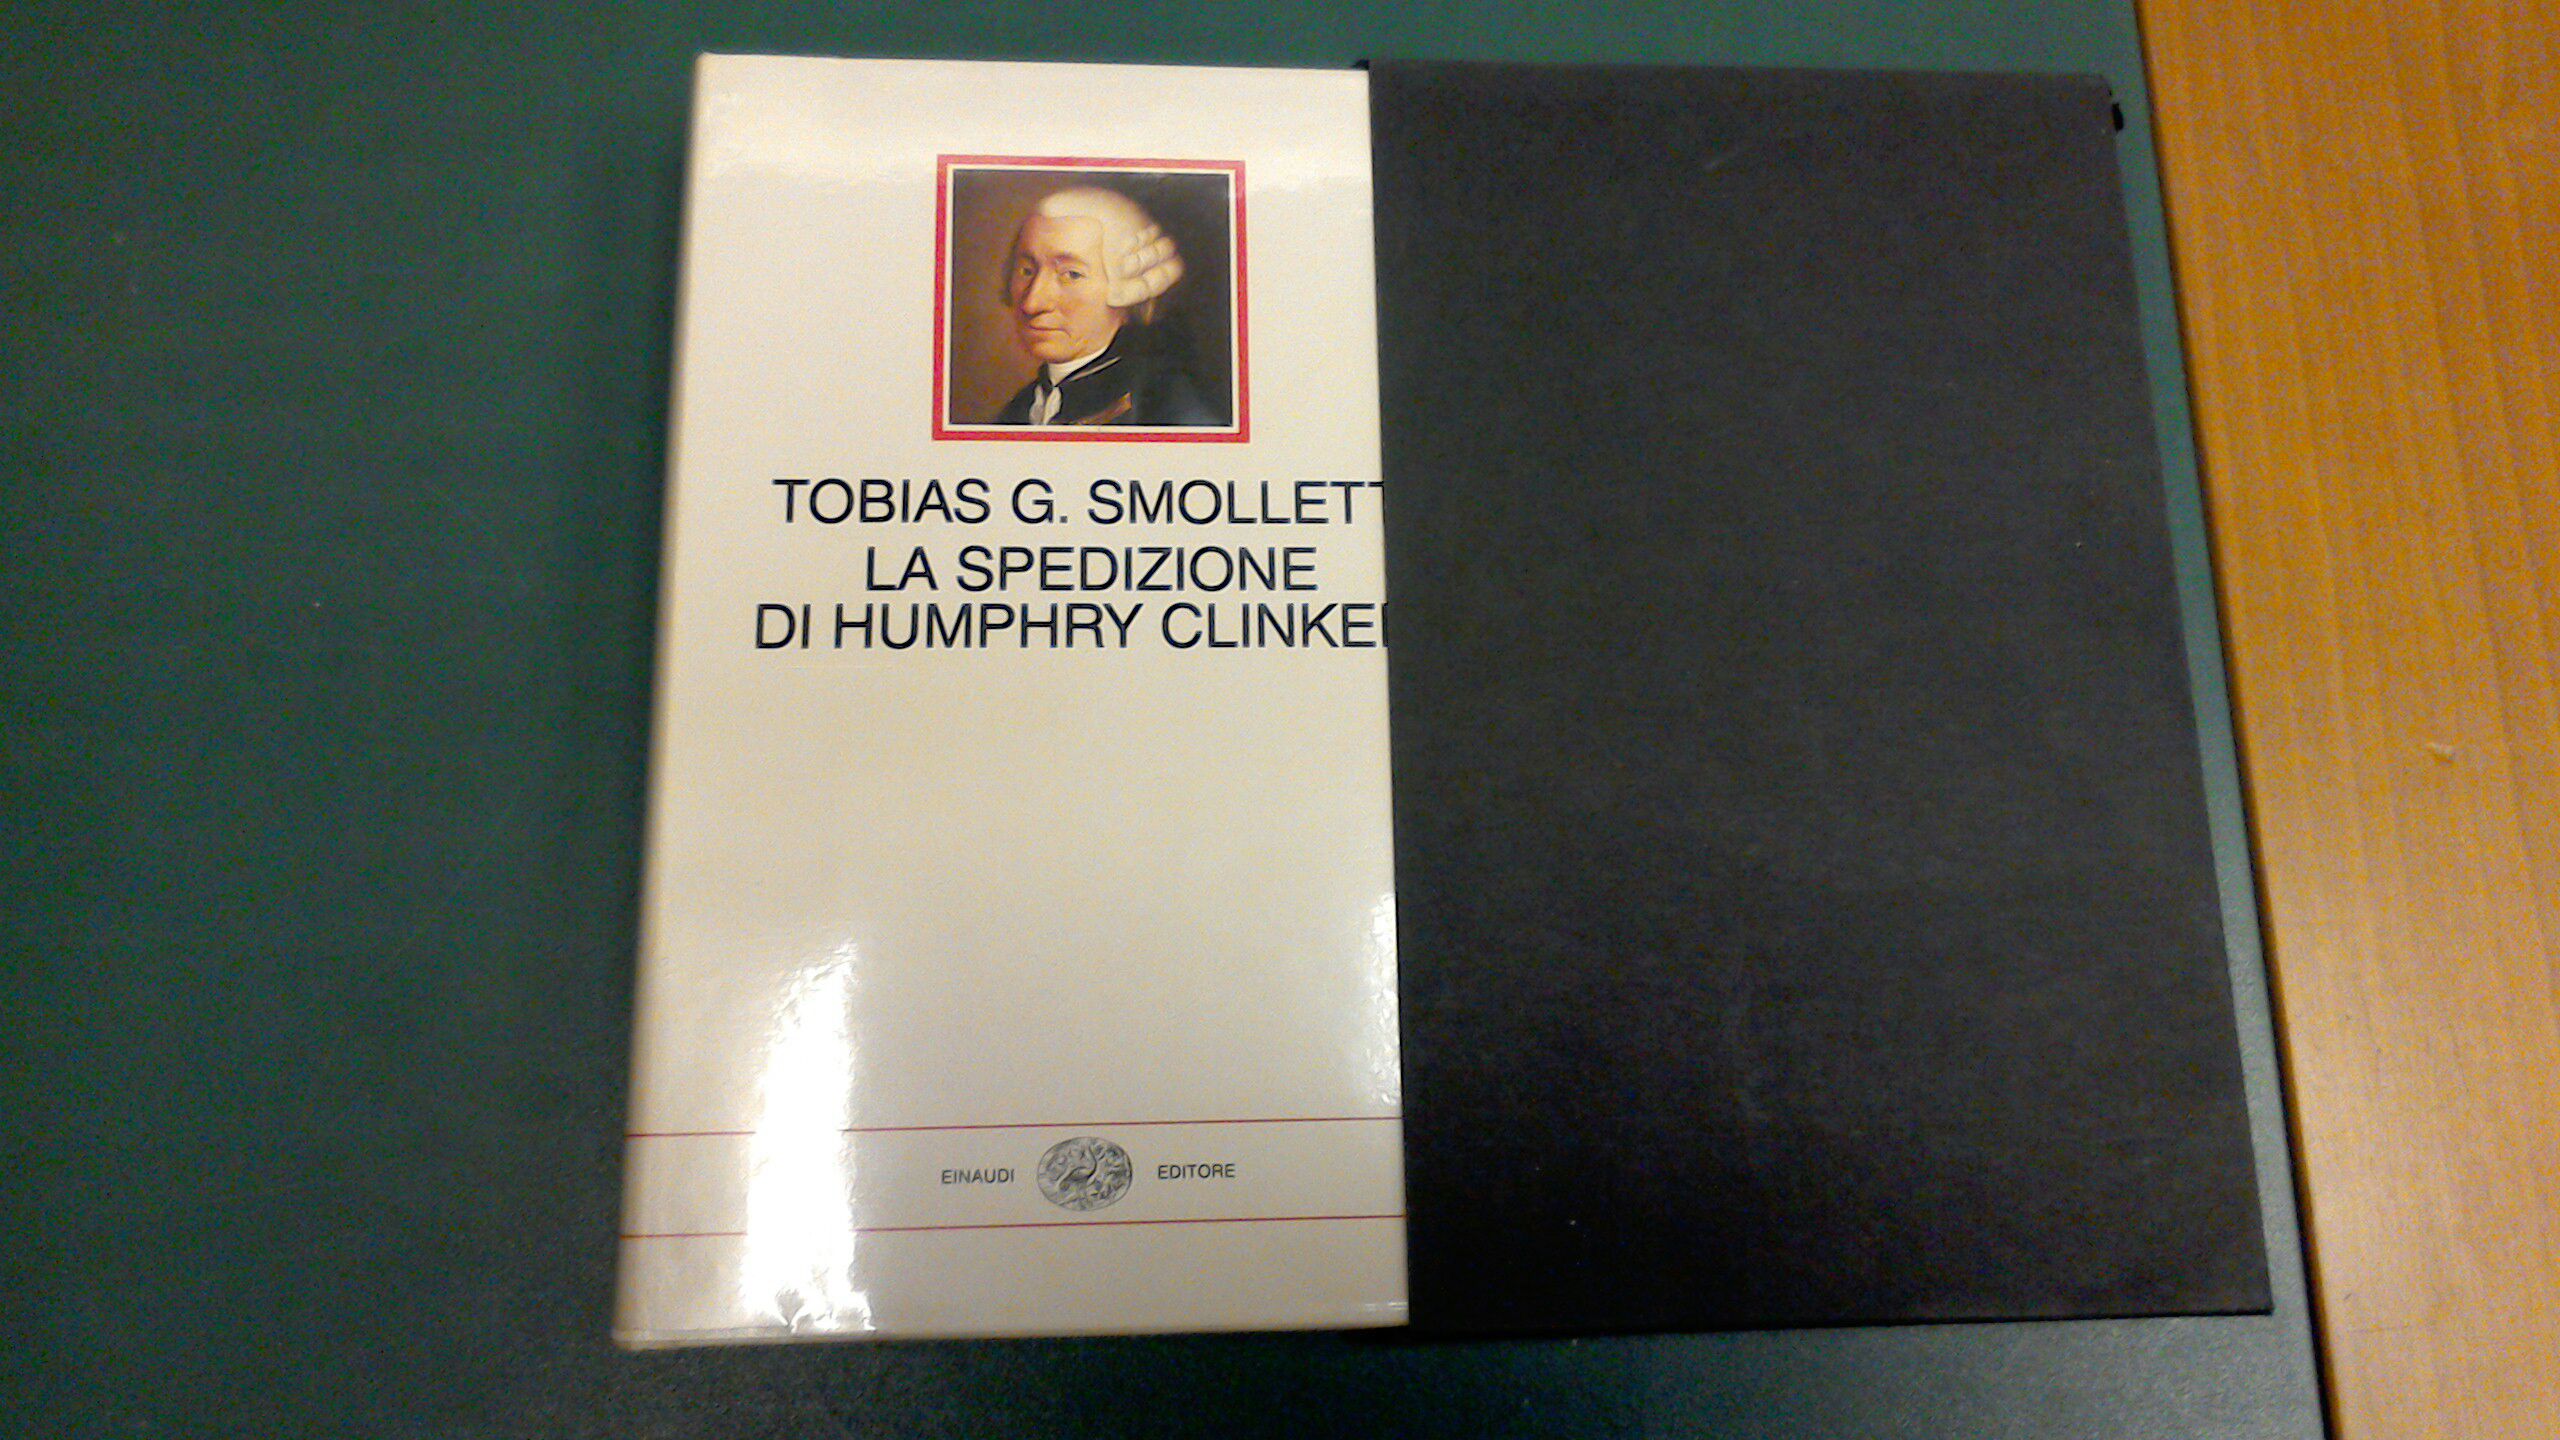 TOBIAS G. SMOLLETT
LA SPEDIZIONE
DI HUMPHRY CLINKER
EINAUDI EDITORE